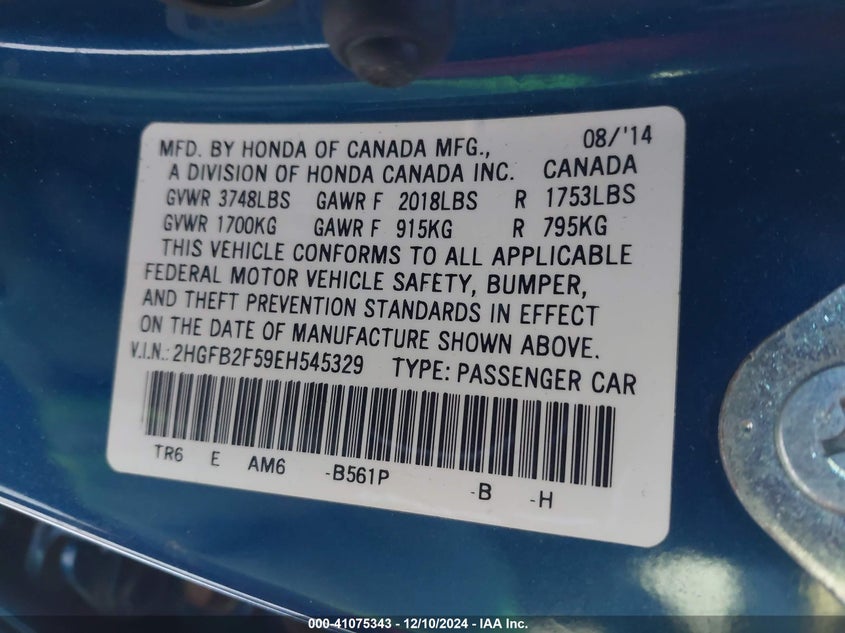 08/'14
MFD. BY HONDA OF CANADA MFG.,
A DIVISION OF HONDA CANADA INC. CANADA
GVWR 3748LBS GAWR F 2018LBS R 1753LBS
GVWR 1700KG GAWR F 915KG R 795KG
THIS VEHICLE CONFORMS TO ALL APPLICABLE
FEDERAL MOTOR VEHICLE SAFETY, BUMPER,
AND THEFT PREVENTION STANDARDS IN EFFECT
ON THE DATE OF MANUFACTURE SHOWN ABOVE.
V.I.N.: 2HGFB2F59EH545329 TYPE: PASSENGER CAR
TR6 E AM6 -B561P -B -H
000-41075343 - 12/10/2024 - IAA Inc.